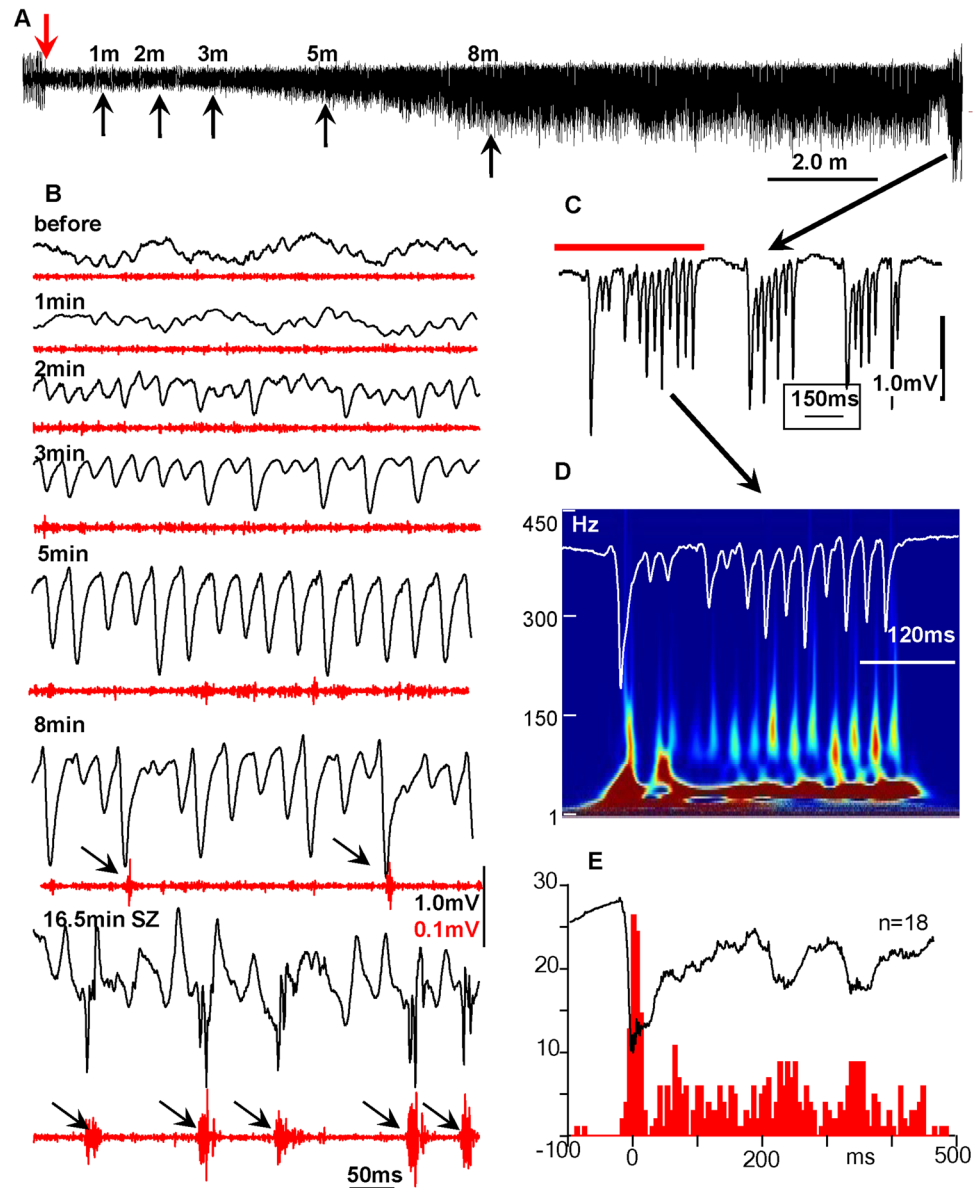 A
1m 2m 3m 5m 8m
2.0 m
B
before
1min
2min
3min
5min
8min
1.0mV
0.1mV
16.5min SZ
50ms
C
1.0mV
150ms
D
450 Hz
300
120ms
150
1
E
30
n=18
20
10
-100 0 200 ms 500